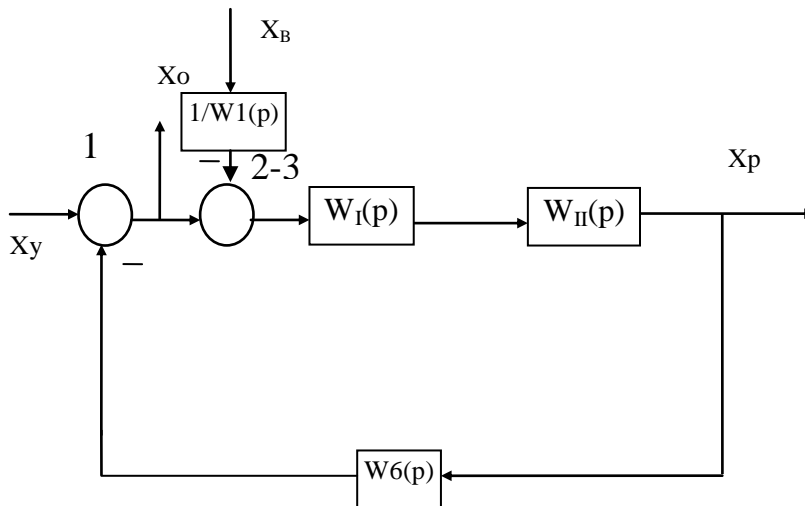 Xв
Xo
1/W1(p)
1
–
2-3
Xp
WI(p)
WII(p)
Xy
–
W6(p)